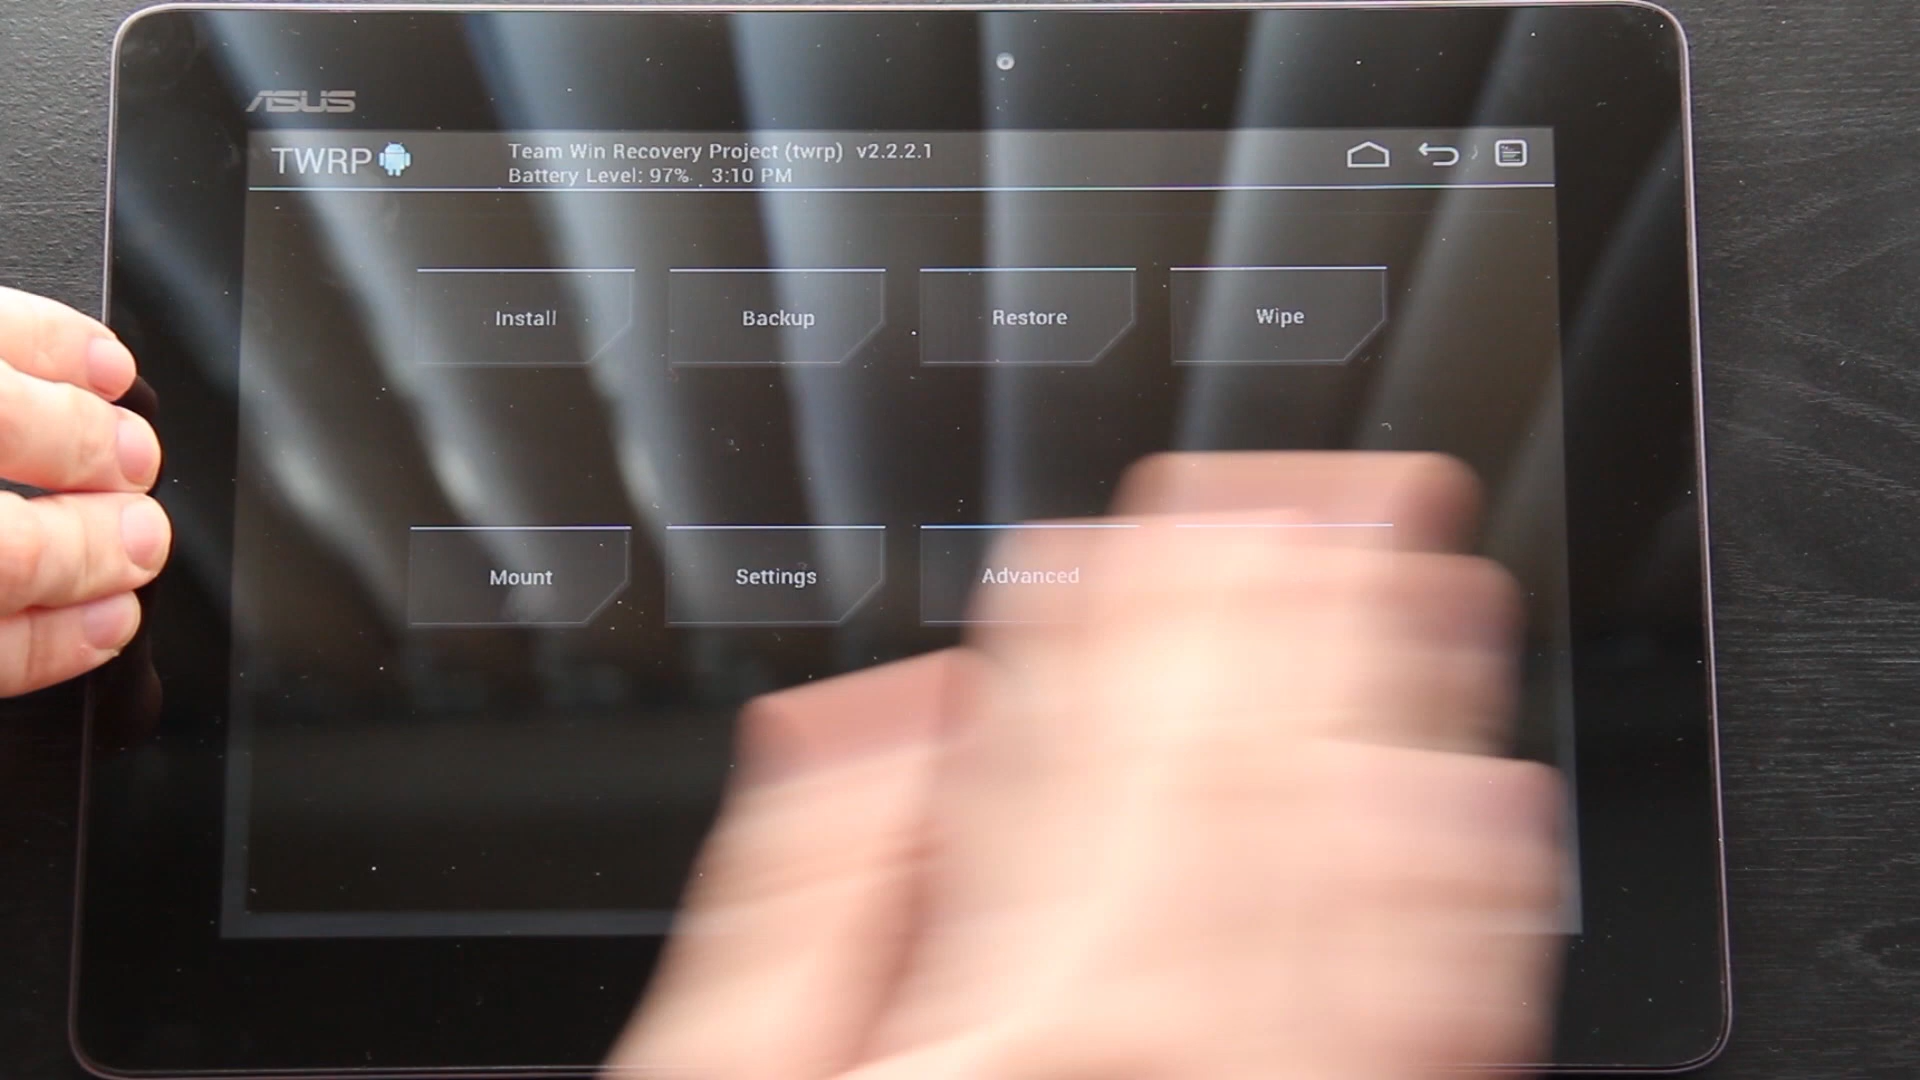 ASUS
TWRP
Team Win Recovery Project (twrp) v2.2.2.1
Battery Level: 97% 3:10 PM
Install
Backup
Restore
Wipe
Mount
Settings
Advanced